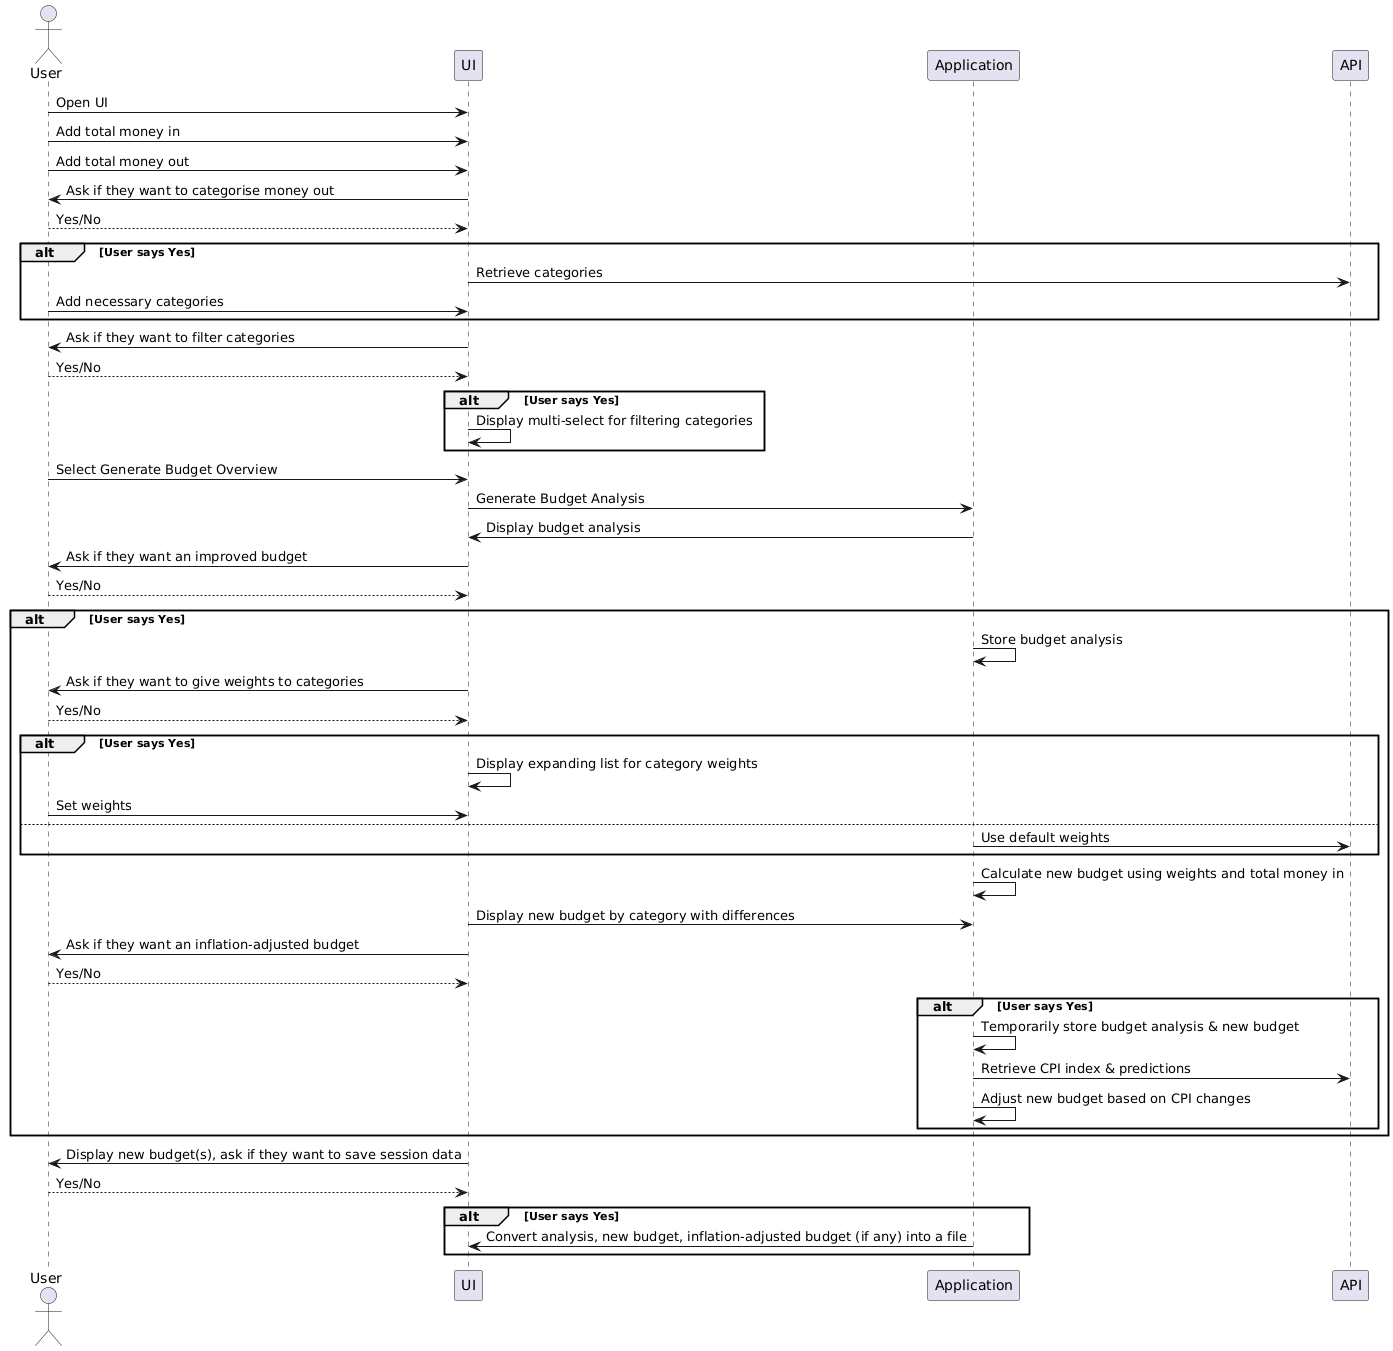 User
UI
Application
API
Open UI
Add total money in
Add total money out
Ask if they want to categorise money out
Yes/No
alt [User says Yes]
Retrieve categories
Add necessary categories
Ask if they want to filter categories
Yes/No
alt [User says Yes]
Display multi-select for filtering categories
Select Generate Budget Overview
Generate Budget Analysis
Display budget analysis
Ask if they want an improved budget
Yes/No
alt [User says Yes]
Store budget analysis
Ask if they want to give weights to categories
Yes/No
alt [User says Yes]
Display expanding list for category weights
Set weights
Use default weights
Calculate new budget using weights and total money in
Display new budget by category with differences
Ask if they want an inflation-adjusted budget
Yes/No
alt [User says Yes]
Temporarily store budget analysis & new budget
Retrieve CPI index & predictions
Adjust new budget based on CPI changes
Display new budget(s), ask if they want to save session data
Yes/No
alt [User says Yes]
Convert analysis, new budget, inflation-adjusted budget (if any) into a file
User
UI
Application
API